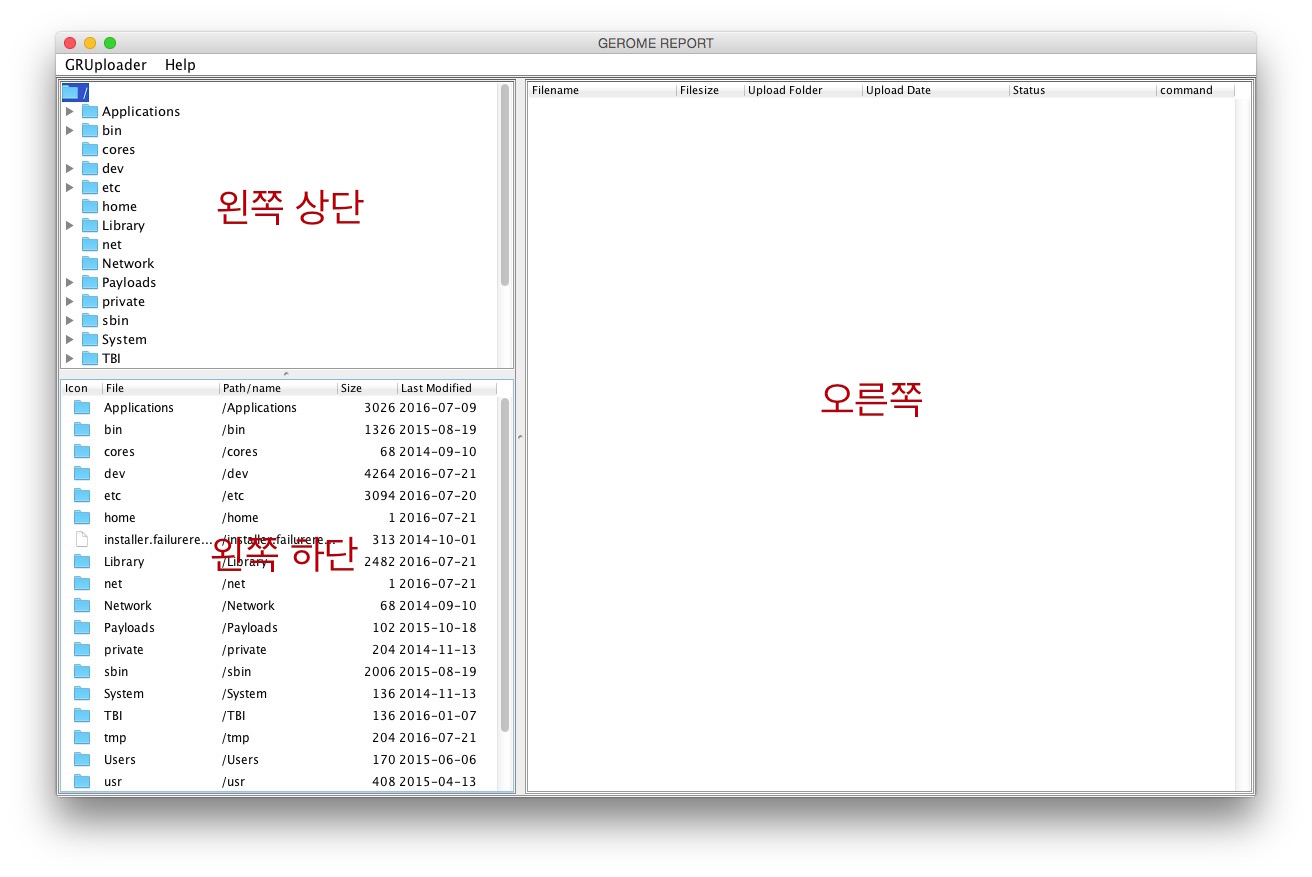 GEROME REPORT
GRUploader Help
/
Applications
bin
cores
dev
etc
home
Library
net
Network
Payloads
private
sbin
System
TBI
왼쪽 상단
Icon File Path/name Size Last Modified
Applications /Applications 3026 2016-07-09
bin /bin 1326 2015-08-19
cores /cores 68 2014-09-10
dev /dev 4264 2016-07-21
etc /etc 3094 2016-07-20
home /home 1 2016-07-21
installer.failurere... /installer.failurere... 313 2014-10-01
Library /Library 2482 2016-07-21
net /net 1 2016-07-21
Network /Network 68 2014-09-10
Payloads /Payloads 102 2015-10-18
private /private 204 2014-11-13
sbin /sbin 2006 2015-08-19
System /System 136 2014-11-13
TBI /TBI 136 2016-01-07
tmp /tmp 204 2016-07-21
Users /Users 170 2015-06-06
usr /usr 408 2015-04-13
왼쪽 하단
Filename Filesize Upload Folder Upload Date Status command
오른쪽